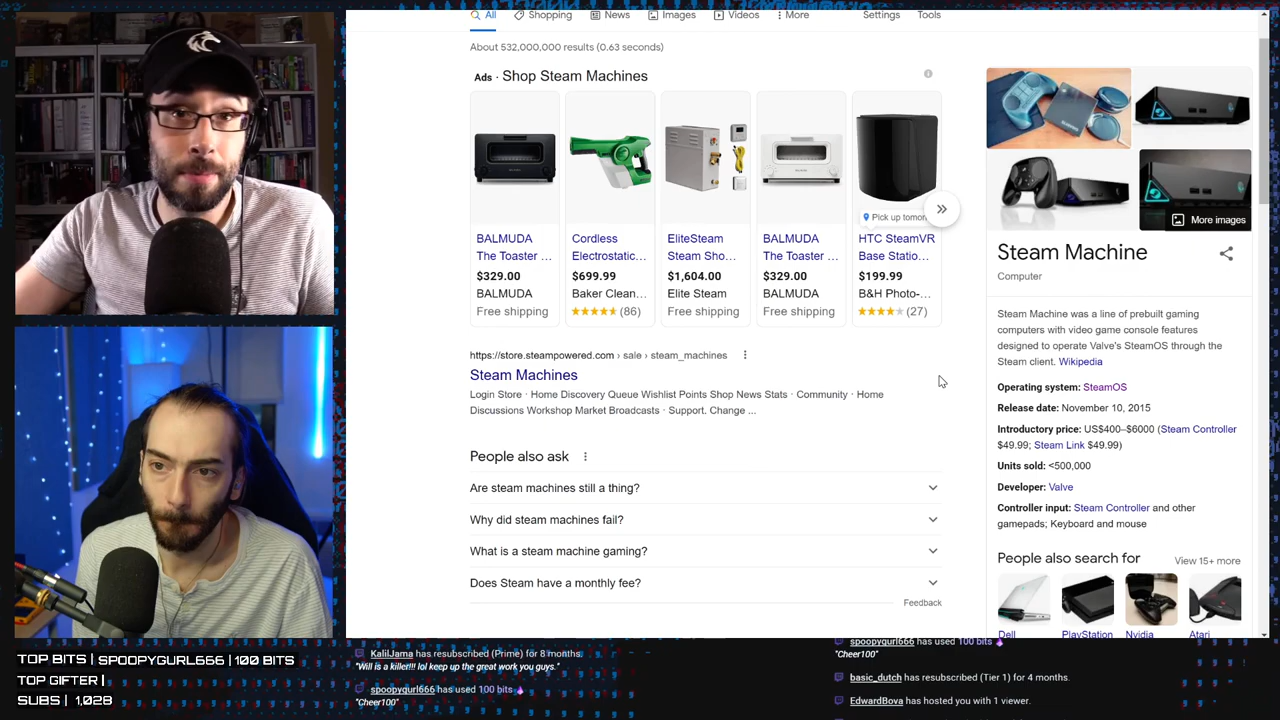 All
Shopping
News
Images
Videos
More
Settings
Tools
About 532,000,000 results (0.63 seconds)
Ads · Shop Steam Machines
BALMUDA
The Toaster ...
$329.00
BALMUDA
Free shipping
Cordless
Electrostatic...
$699.99
Baker Clean...
(86)
EliteSteam
Steam Sho...
$1,604.00
Elite Steam
Free shipping
BALMUDA
The Toaster ...
$329.00
BALMUDA
Free shipping
Pick up tomorr
HTC SteamVR
Base Statio...
$199.99
B&H Photo-...
(27)
https://store.steampowered.com › sale › steam_machines
Steam Machines
Login Store · Home Discovery Queue Wishlist Points Shop News Stats · Community · Home
Discussions Workshop Market Broadcasts · Support. Change ...
People also ask
Are steam machines still a thing?
Why did steam machines fail?
What is a steam machine gaming?
Does Steam have a monthly fee?
Feedback
More images
Steam Machine
Computer
Steam Machine was a line of prebuilt gaming
computers with video game console features
designed to operate Valve's SteamOS through the
Steam client. Wikipedia
Operating system: SteamOS
Release date: November 10, 2015
Introductory price: US$400–$6000 (Steam Controller
$49.99; Steam Link $49.99)
Units sold: <500,000
Developer: Valve
Controller input: Steam Controller and other
gamepads; Keyboard and mouse
People also search for
View 15+ more
Dell
PlayStation
Nvidia
Atari
TOP BITS | SPOOPYGURL666 | 100 BITS
TOP GIFTER |
SUBS | 1,028
KalilJama has resubscribed (Prime) for 8 months.
"Will is a killer!!! lol keep up the great work you guys."
spoopygurl666 has used 100 bits
"Cheer100"
spoopygurl666 has used 100 bits
"Cheer100"
basic_dutch has resubscribed (Tier 1) for 4 months.
EdwardBova has hosted you with 1 viewer.